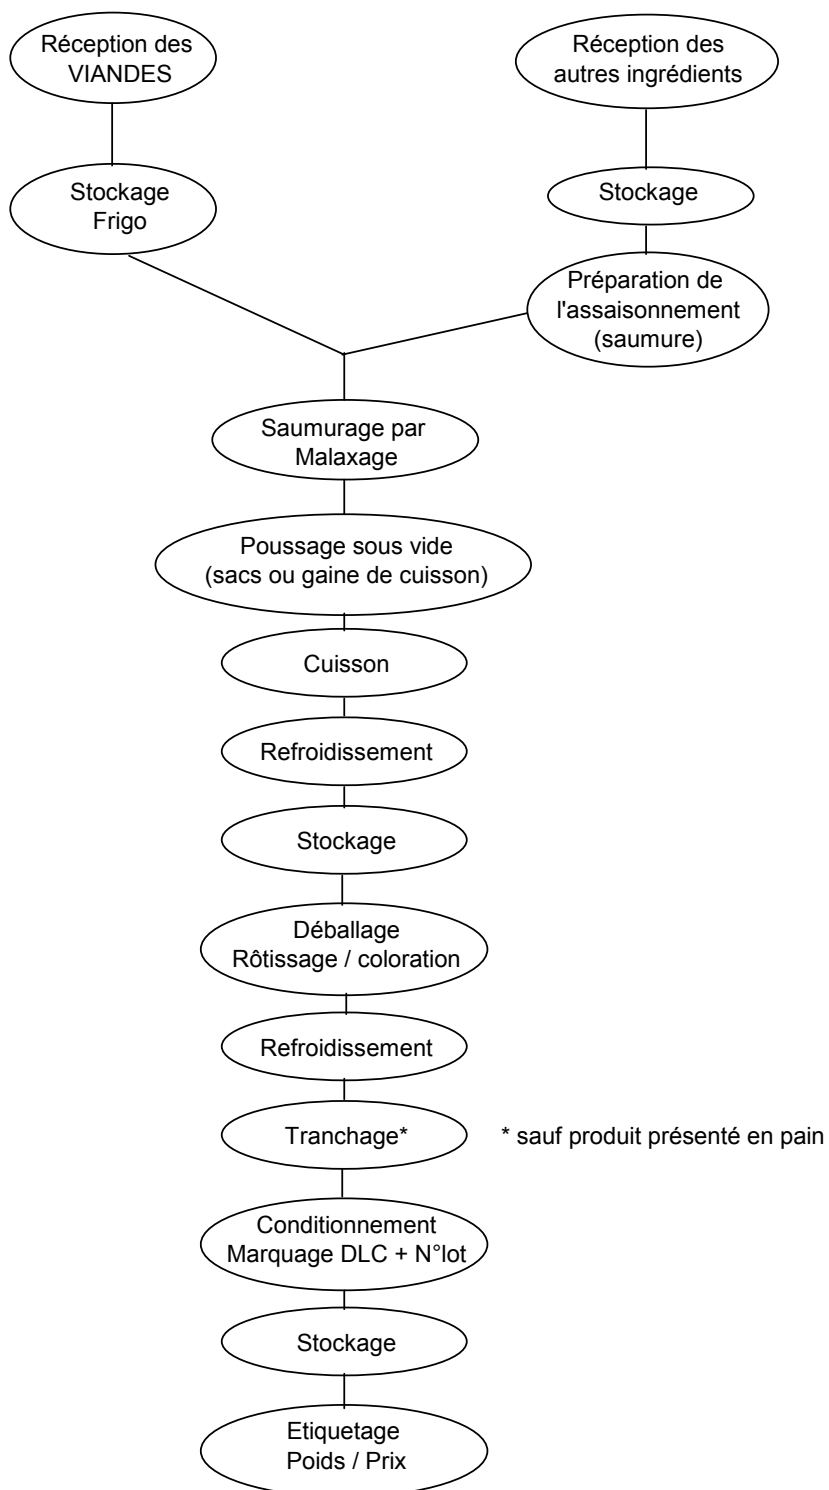 Réception des
VIANDES
Réception des
autres ingrédients
Stockage
Frigo
Stockage
Préparation de
l'assaisonnement
(saumure)
Saumurage par
Malaxage
Poussage sous vide
(sacs ou gaine de cuisson)
Cuisson
Refroidissement
Stockage
Déballage
Rôtissage / coloration
Refroidissement
Tranchage*
* sauf produit présenté en pain
Conditionnement
Marquage DLC + N°lot
Stockage
Etiquetage
Poids / Prix